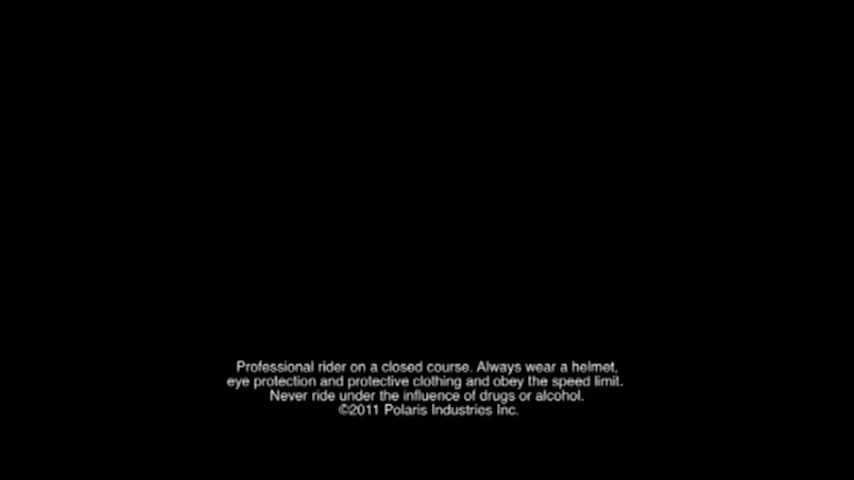 Professional rider on a closed course. Always wear a helmet,
eye protection and protective clothing and obey the speed limit.
Never ride under the influence of drugs or alcohol.
©2011 Polaris Industries Inc.